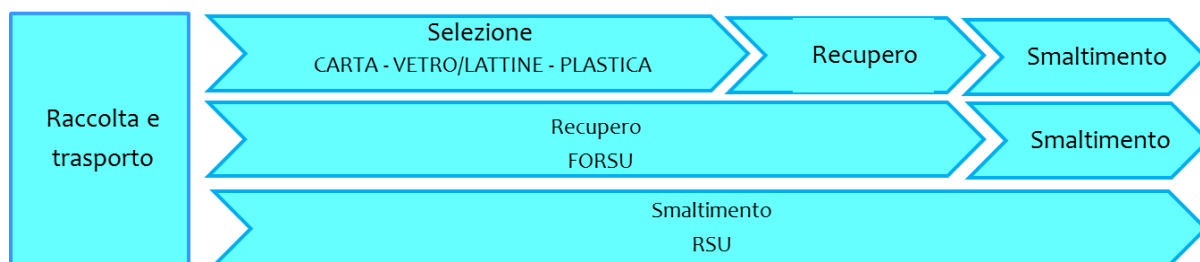 Raccolta e
trasporto
Selezione
CARTA - VETRO/LATTINE - PLASTICA
Recupero
Smaltimento
Recupero
FORSU
Smaltimento
Smaltimento
RSU